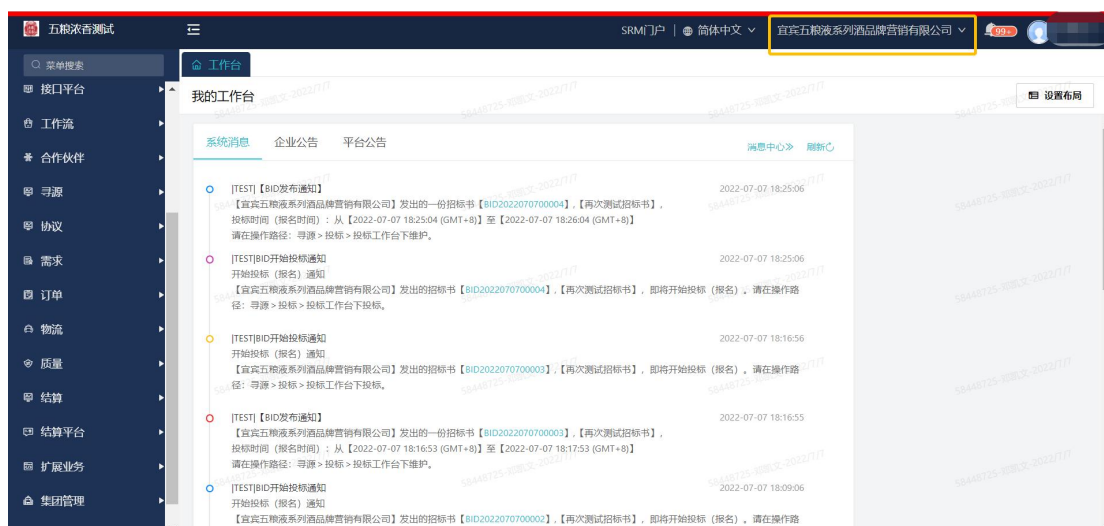 五粮浓香测试
SRM门户 | 简体中文
宜宾五粮液系列酒品牌营销有限公司
99+
菜单搜索
工作台
接口平台
工作流
合作伙伴
寻源
协议
需求
订单
物流
质量
结算
结算平台
扩展业务
集团管理
我的工作台
设置布局
系统消息 企业公告 平台公告
消息中心≫ 刷新
|TEST|【BID发布通知】 2022-07-07 18:25:06
【宜宾五粮液系列酒品牌营销有限公司】发出的一份招标书【BID2022070700004】,【再次测试招标书】,
投标时间（报名时间）：从【2022-07-07 18:25:04 (GMT+8)】至【2022-07-07 18:26:04 (GMT+8)】
请在操作路径：寻源>投标>投标工作台下维护。
|TEST|BID开始投标通知 2022-07-07 18:25:06
开始投标（报名）通知
【宜宾五粮液系列酒品牌营销有限公司】发出的招标书【BID2022070700004】,【再次测试招标书】, 即将开始投标（报名）。请在操作路
径：寻源>投标>投标工作台下投标。
|TEST|BID开始投标通知 2022-07-07 18:16:56
开始投标（报名）通知
【宜宾五粮液系列酒品牌营销有限公司】发出的招标书【BID2022070700003】,【再次测试招标书】, 即将开始投标（报名）。请在操作路
径：寻源>投标>投标工作台下投标。
|TEST|【BID发布通知】 2022-07-07 18:16:55
【宜宾五粮液系列酒品牌营销有限公司】发出的一份招标书【BID2022070700003】,【再次测试招标书】,
投标时间（报名时间）：从【2022-07-07 18:16:53 (GMT+8)】至【2022-07-07 18:17:53 (GMT+8)】
请在操作路径：寻源>投标>投标工作台下维护。
|TEST|BID开始投标通知 2022-07-07 18:09:06
开始投标（报名）通知
【宜宾五粮液系列酒品牌营销有限公司】发出的招标书【BID2022070700002】,【再次测试招标书】, 即将开始投标（报名）。请在操作路